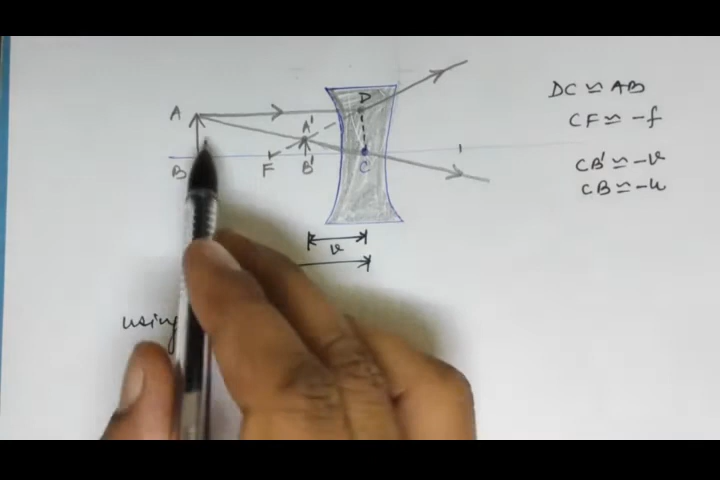 A
D
A'
B
F
B'
C
v
using
DC ≃ AB
CF ≃ -f
CB' ≃ -v
CB ≃ -u